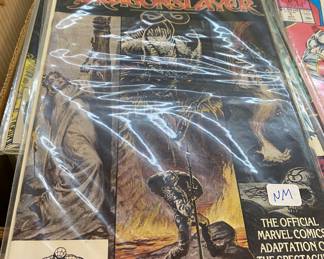 DRAGONSLAYER
NM
THE OFFICIAL
MARVEL COMICS
ADAPTATION O
THE SPECTACU